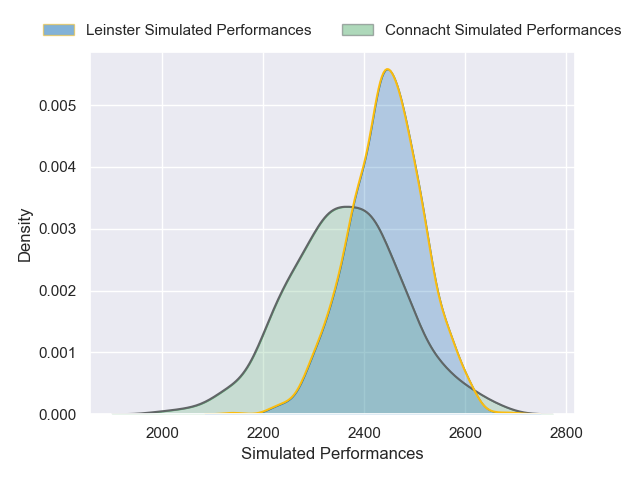 Leinster Simulated Performances
Connacht Simulated Performances
0.005
0.004
0.003
0.002
0.001
0.000
Density
2000 2200 2400 2600 2800
Simulated Performances